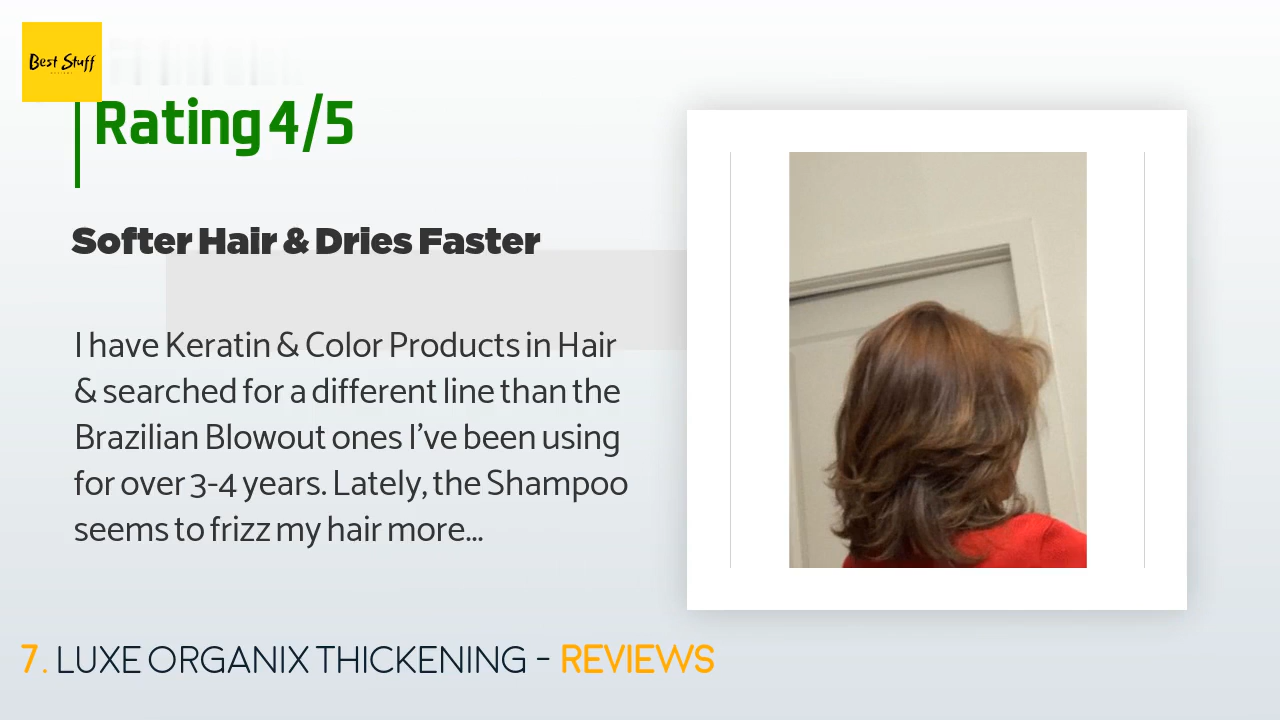 Best Stuff
Rating 4/5
Softer Hair & Dries Faster
I have Keratin & Color Products in Hair
& searched for a different line than the
Brazilian Blowout ones I've been using
for over 3-4 years. Lately, the Shampoo
seems to frizz my hair more...
7. LUXE ORGANIX THICKENING - REVIEWS